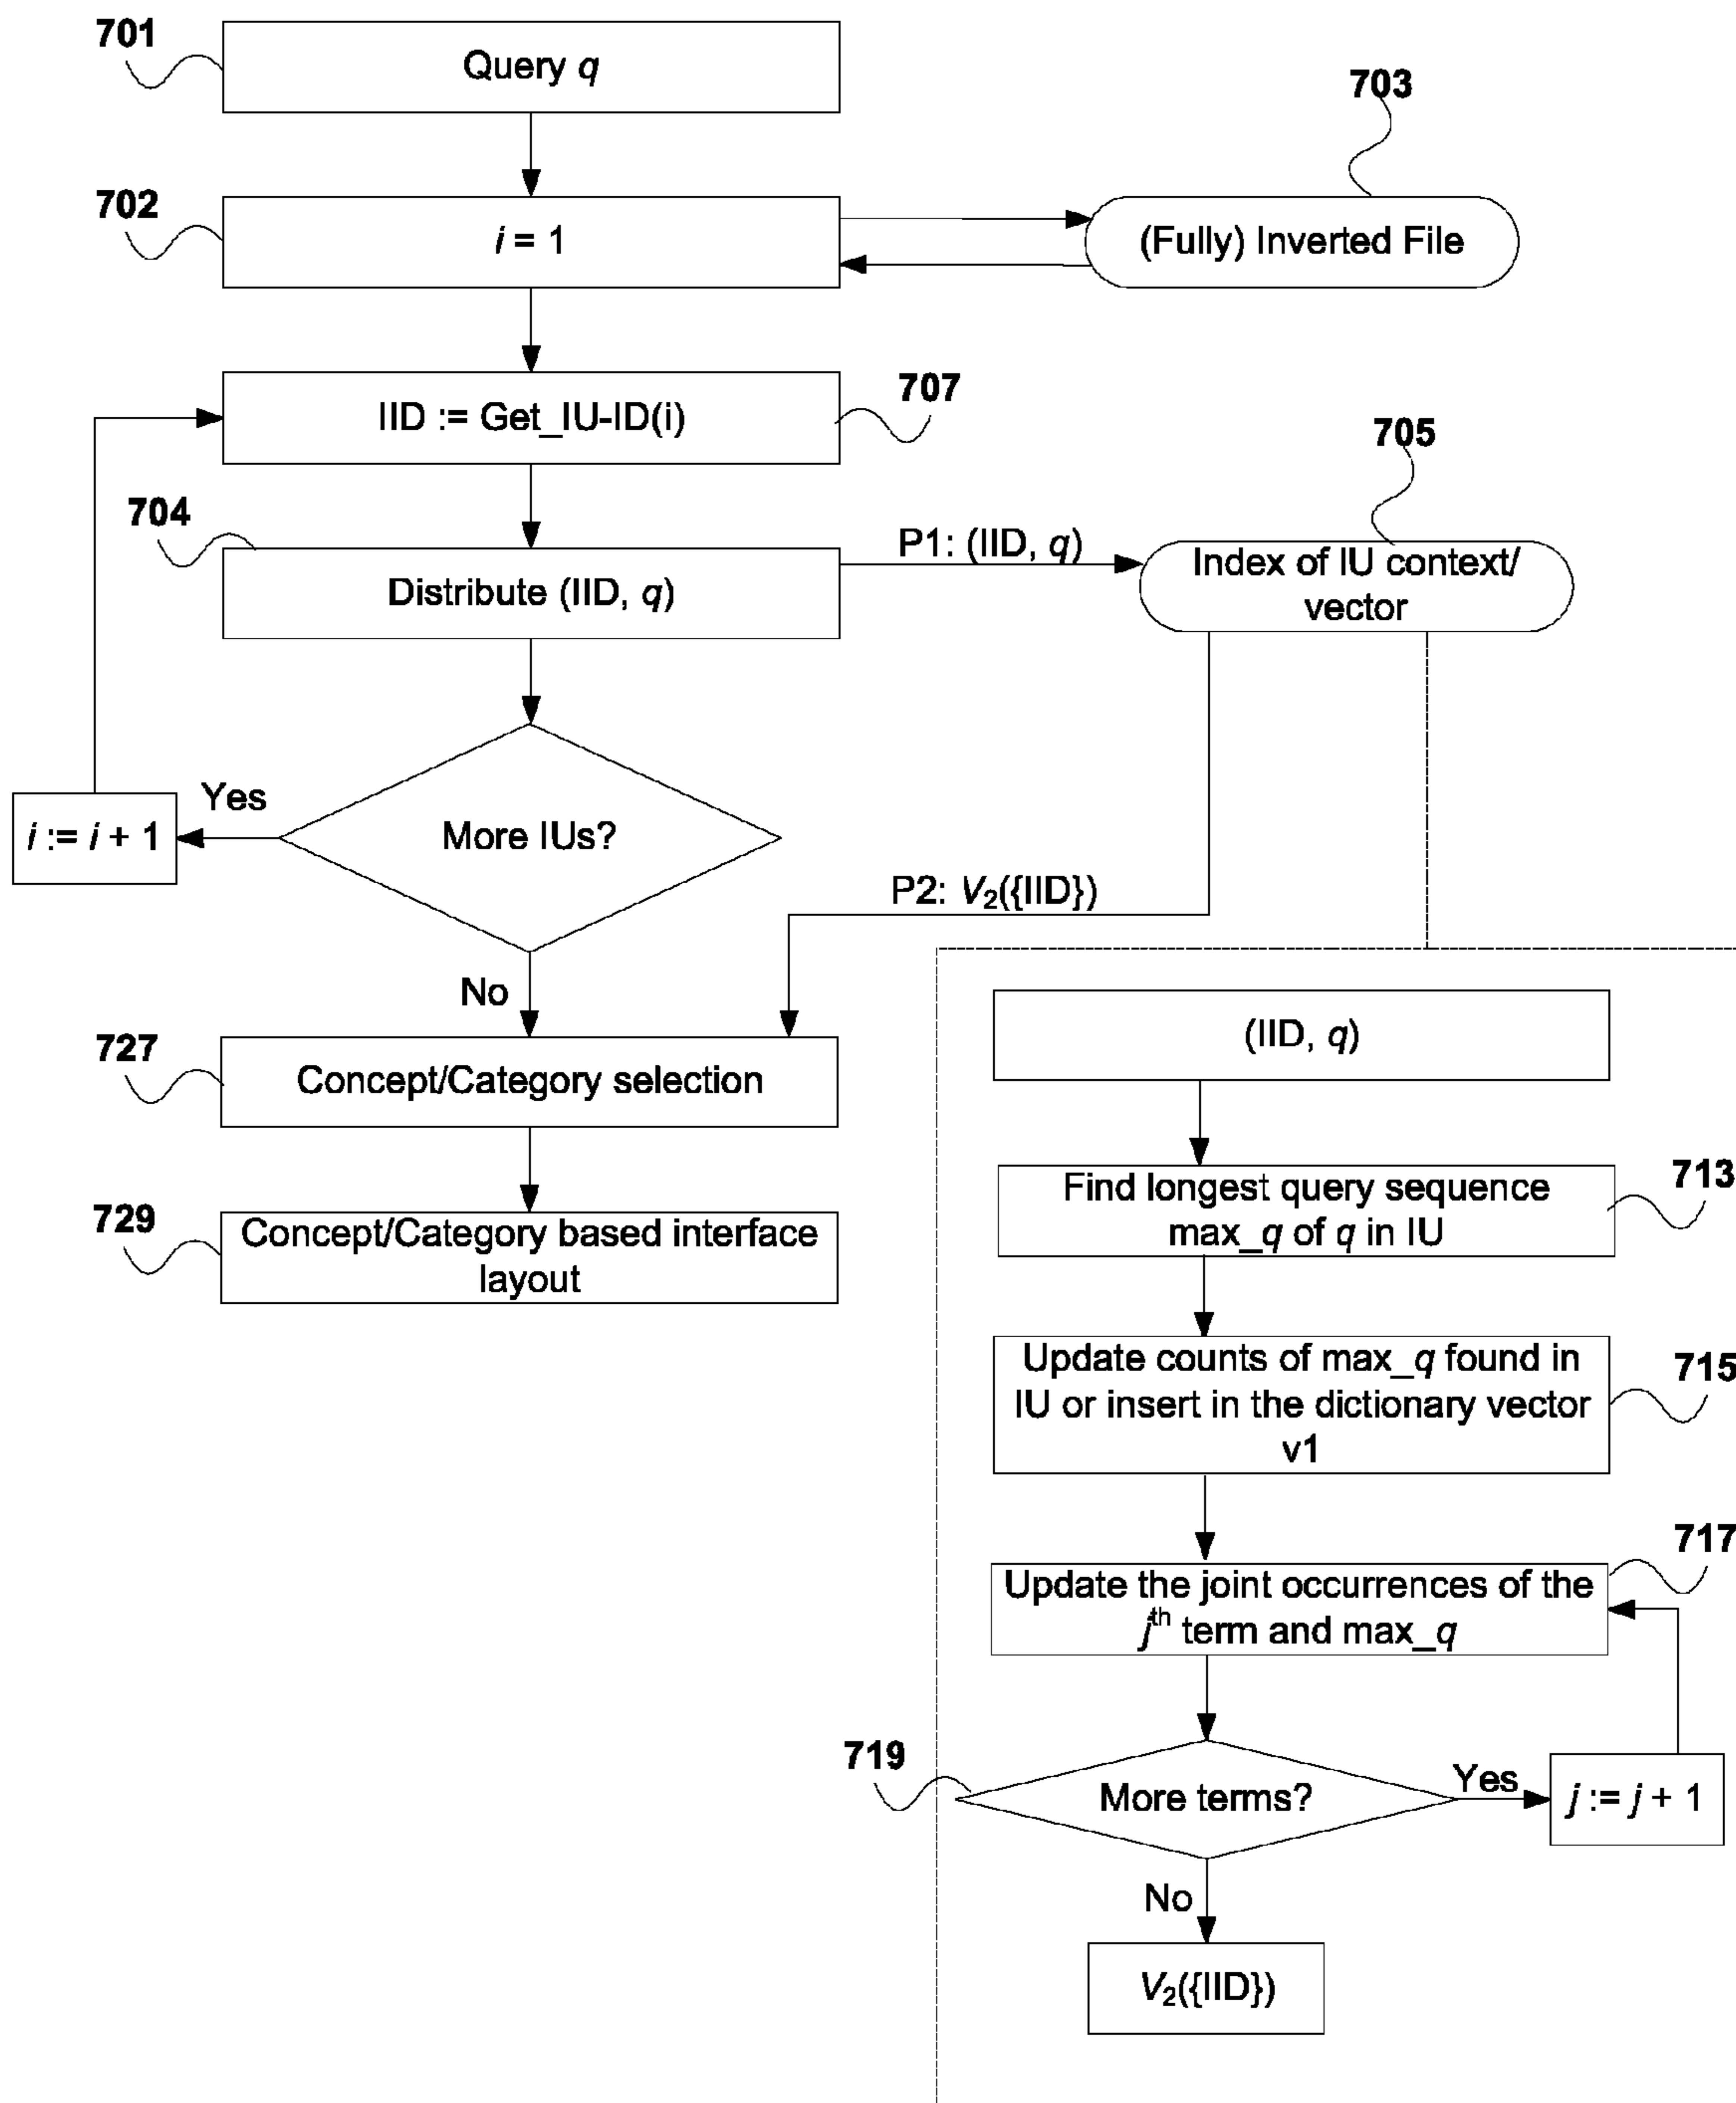 701
Query q
703
702
i = 1
(Fully) Inverted File
IID := Get_IU-ID(i)
707
705
704
P1: (IID, q)
Distribute (IID, q)
Index of IU context/
vector
Yes
i := i + 1
More IUs?
P2: V₂({IID})
No
727
Concept/Category selection
729
Concept/Category based interface
layout
(IID, q)
713
Find longest query sequence
max_q of q in IU
715
Update counts of max_q found in
IU or insert in the dictionary vector
v1
717
Update the joint occurrences of the
jth term and max_q
719
More terms?
Yes
j := j + 1
No
V₂({IID})